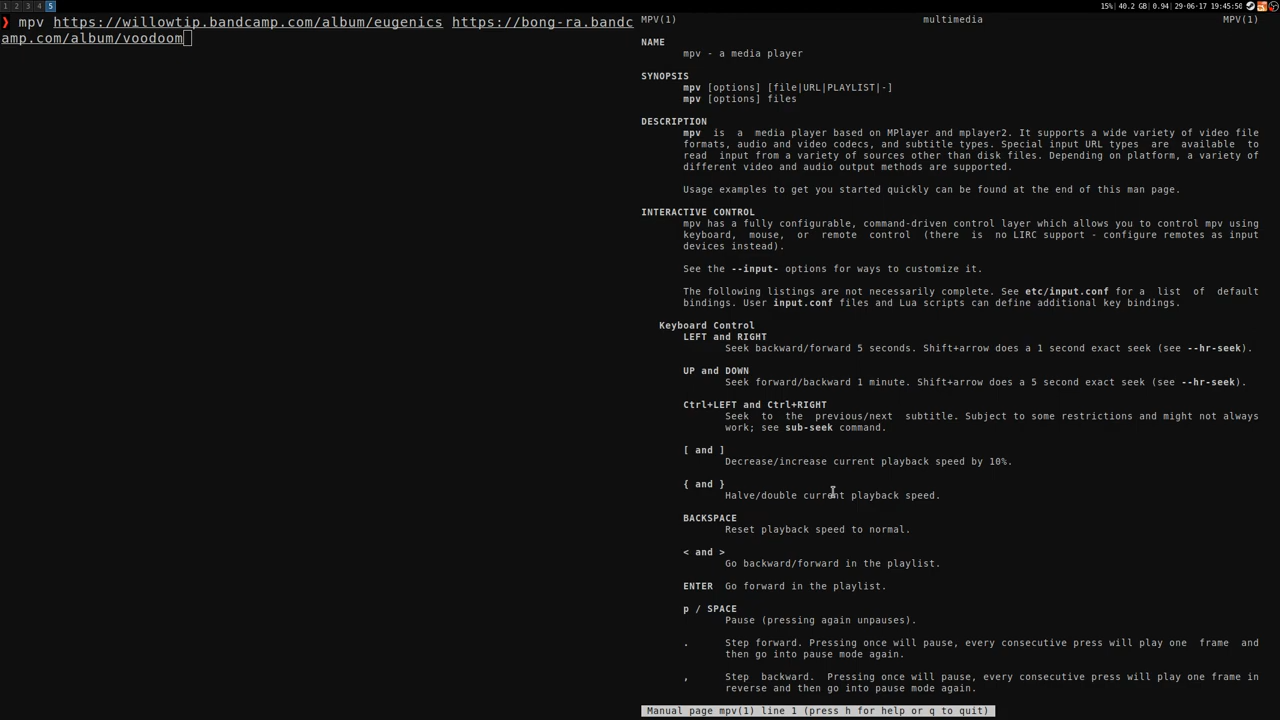 1 2 3 4 5
15%| 40.2 GB| 0.94| 29-06-17 19:45:50
❯ mpv https://willowtip.bandcamp.com/album/eugenics https://bong-ra.bandc
amp.com/album/voodoom
MPV(1) multimedia MPV(1)
NAME
mpv - a media player
SYNOPSIS
mpv [options] [file|URL|PLAYLIST|-]
mpv [options] files
DESCRIPTION
mpv is a media player based on MPlayer and mplayer2. It supports a wide variety of video file
formats, audio and video codecs, and subtitle types. Special input URL types are available to
read input from a variety of sources other than disk files. Depending on platform, a variety of
different video and audio output methods are supported.
Usage examples to get you started quickly can be found at the end of this man page.
INTERACTIVE CONTROL
mpv has a fully configurable, command-driven control layer which allows you to control mpv using
keyboard, mouse, or remote control (there is no LIRC support - configure remotes as input
devices instead).
See the --input- options for ways to customize it.
The following listings are not necessarily complete. See etc/input.conf for a list of default
bindings. User input.conf files and Lua scripts can define additional key bindings.
Keyboard Control
LEFT and RIGHT
Seek backward/forward 5 seconds. Shift+arrow does a 1 second exact seek (see --hr-seek).
UP and DOWN
Seek forward/backward 1 minute. Shift+arrow does a 5 second exact seek (see --hr-seek).
Ctrl+LEFT and Ctrl+RIGHT
Seek to the previous/next subtitle. Subject to some restrictions and might not always
work; see sub-seek command.
[ and ]
Decrease/increase current playback speed by 10%.
{ and }
Halve/double current playback speed.
BACKSPACE
Reset playback speed to normal.
< and >
Go backward/forward in the playlist.
ENTER Go forward in the playlist.
p / SPACE
Pause (pressing again unpauses).
. Step forward. Pressing once will pause, every consecutive press will play one frame and
then go into pause mode again.
, Step backward. Pressing once will pause, every consecutive press will play one frame in
reverse and then go into pause mode again.
Manual page mpv(1) line 1 (press h for help or q to quit)